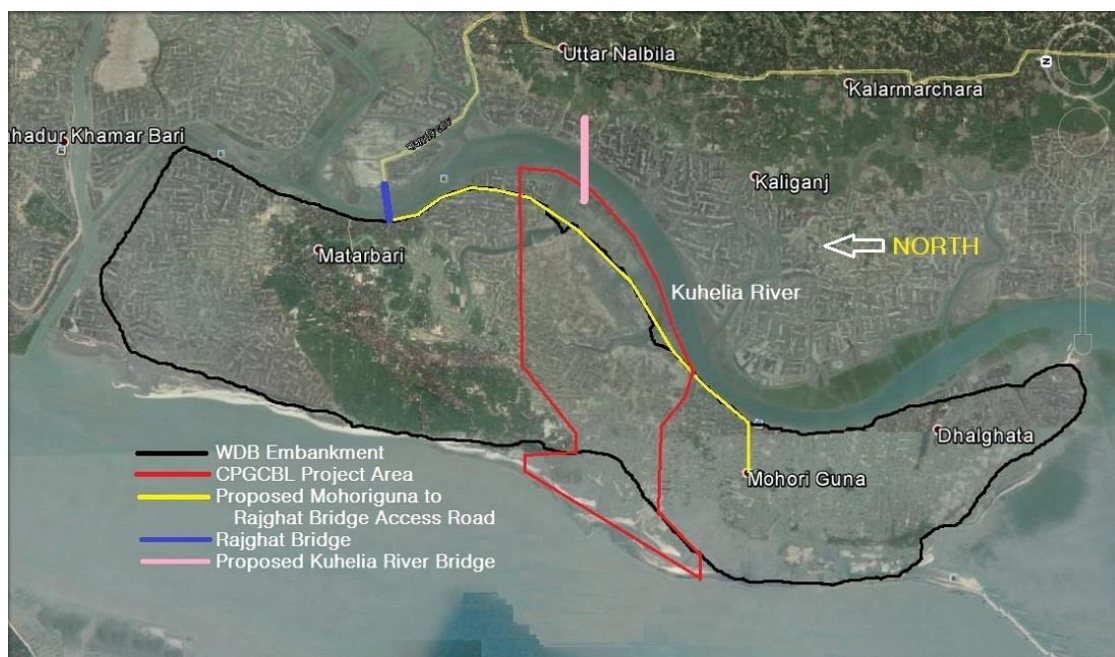 Uttar Nalbila
Kalarmarchara
N
hadur Khamar Bari
Kaliganj
NORTH
Matarbari
Kuhelia River
Dhalghata
Mohori Guna
WDB Embankment
CPGCBL Project Area
Proposed Mohoriguna to
Rajghat Bridge Access Road
Rajghat Bridge
Proposed Kuhelia River Bridge